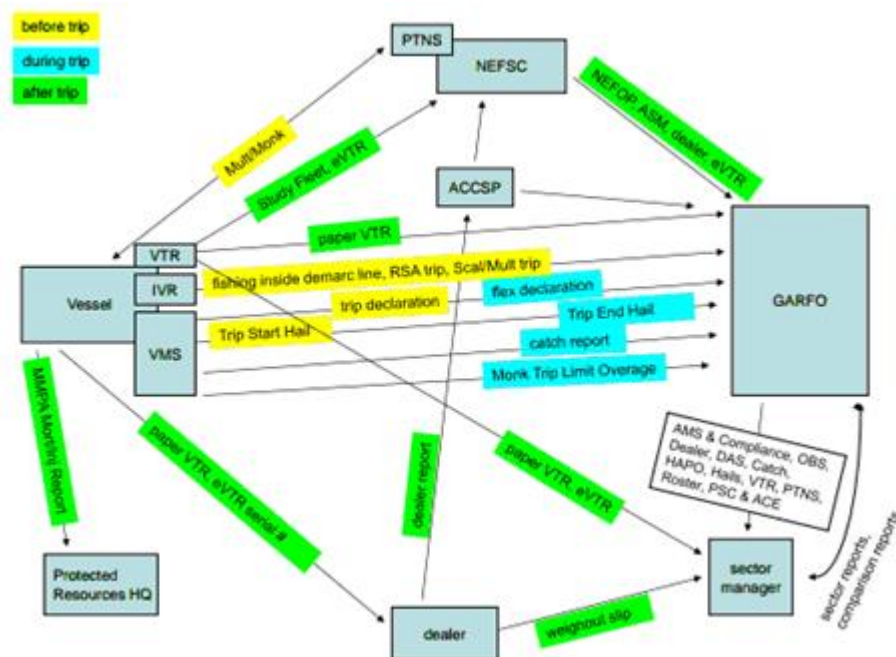 before trip
during trip
after trip
PTNS
NEFSC
Mult/Monk
Study Fleet, eVTR
NEFOP, ASM, dealer, eVTR
ACCSP
paper VTR
VTR
IVR
Vessel
VMS
fishing inside demarc line, RSA trip, Scal/Mult trip
trip declaration
flex declaration
Trip Start Hail
Trip End Hail
catch report
Monk Trip Limit Overage
GARFO
MMPA Mort/Inj Report
paper VTR, eVTR serial #
dealer report
paper VTR, eVTR
AMS & Compliance, OBS,
Dealer, DAS, Catch,
HAPO, Hails, VTR, PTNS,
Roster, PSC & ACE
sector reports,
comparison reports
Protected
Resources HQ
sector
manager
dealer
weighout slip